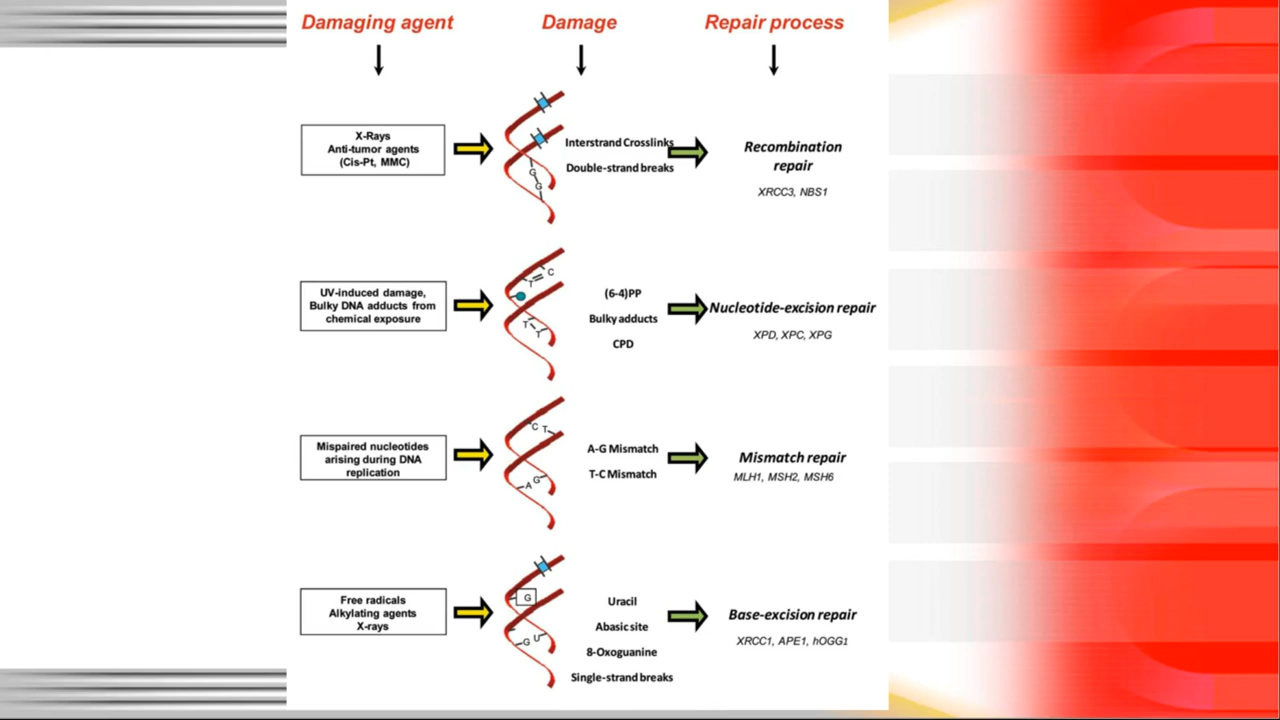 Damaging agent
Damage
Repair process
X-Rays
Anti-tumor agents
(Cis-Pt, MMC)
G
G
Interstrand Crosslinks
Double-strand breaks
Recombination
repair
XRCC3, NBS1
UV-induced damage,
Bulky DNA adducts from
chemical exposure
T
C
T
T
(6-4)PP
Bulky adducts
CPD
Nucleotide-excision repair
XPD, XPC, XPG
Mispaired nucleotides
arising during DNA
replication
C T
A G
A-G Mismatch
T-C Mismatch
Mismatch repair
MLH1, MSH2, MSH6
Free radicals
Alkylating agents
X-rays
G
G U
Uracil
Abasic site
8-Oxoguanine
Single-strand breaks
Base-excision repair
XRCC1, APE1, hOGG1